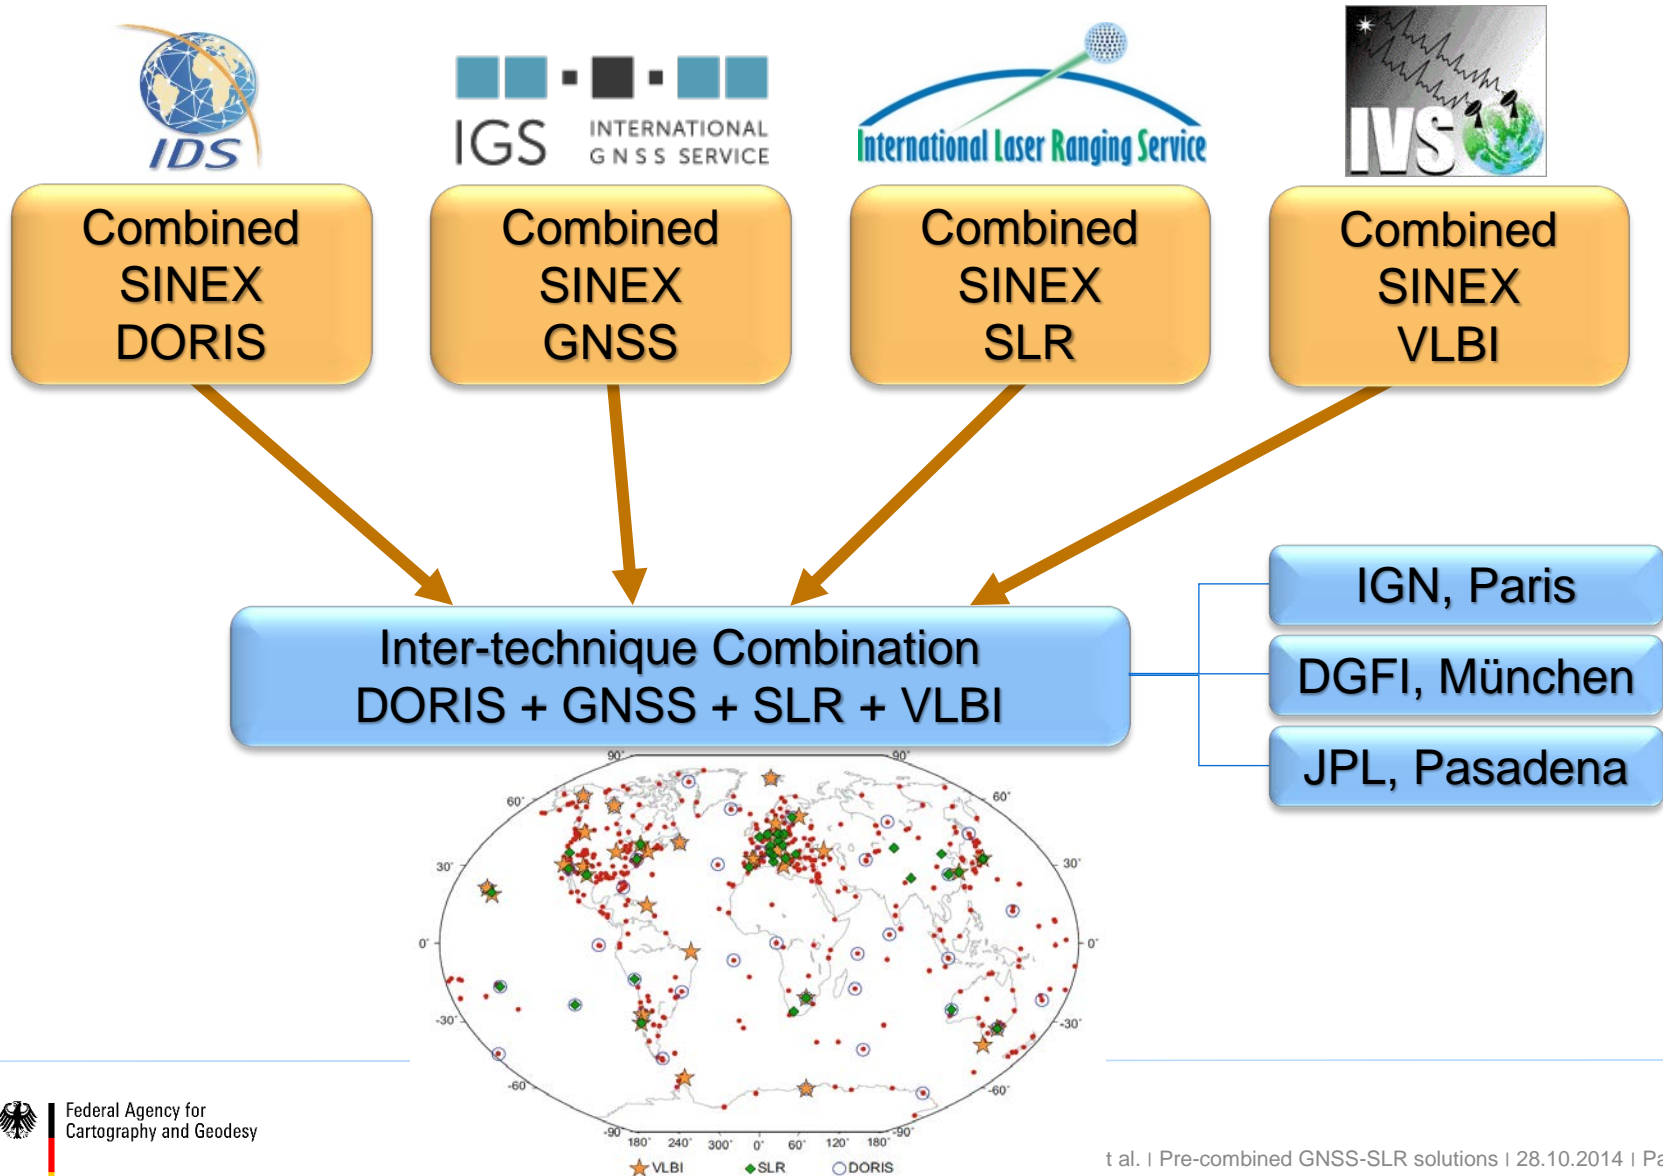 IDS
IGS
INTERNATIONAL
GNSS SERVICE
International Laser Ranging Service
IVS
Combined
SINEX
DORIS
Combined
SINEX
GNSS
Combined
SINEX
SLR
Combined
SINEX
VLBI
Inter-technique Combination
DORIS + GNSS + SLR + VLBI
IGN, Paris
DGFI, München
JPL, Pasadena
90° 90°
60° 60°
30° 30°
0° 0°
-30° -30°
-60° -60°
-90° -90°
180° 240° 300° 0° 60° 120° 180°
VLBI SLR DORIS
Federal Agency for
Cartography and Geodesy
t al. | Pre-combined GNSS-SLR solutions | 28.10.2014 | Pa